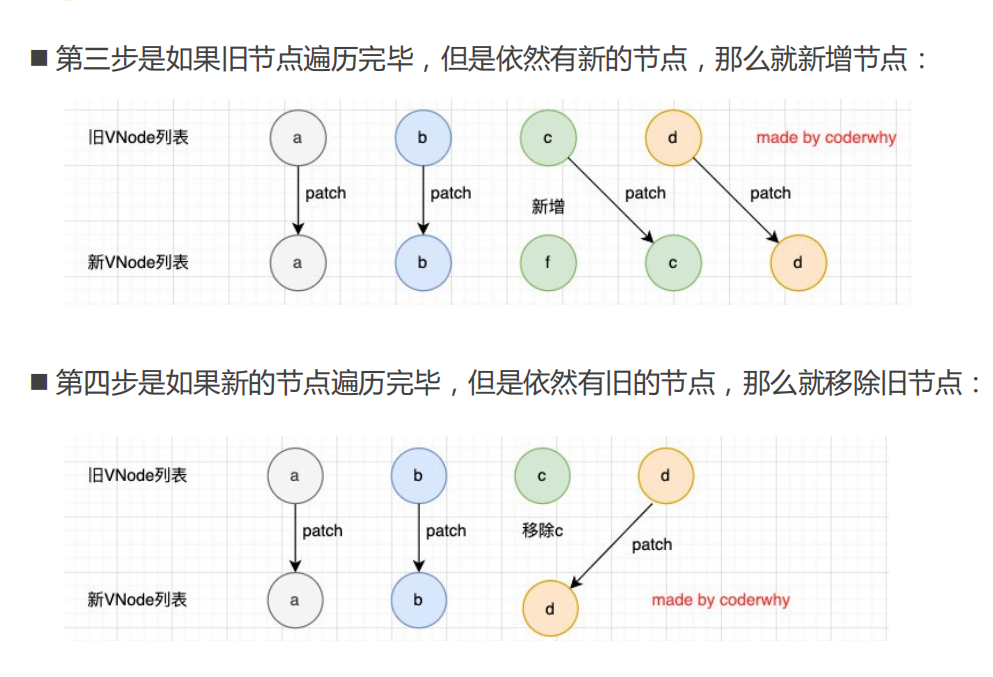 ■ 第三步是如果旧节点遍历完毕，但是依然有新的节点，那么就新增节点：
旧VNode列表 a b c d made by coderwhy
patch patch 新增 patch patch
新VNode列表 a b f c d
■ 第四步是如果新的节点遍历完毕，但是依然有旧的节点，那么就移除旧节点：
旧VNode列表 a b c d
patch patch 移除c patch
新VNode列表 a b d made by coderwhy